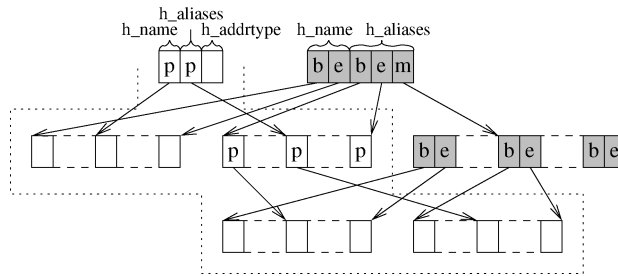 h_aliases
h_name h_addrtype h_name h_aliases
p p b e b e m
p p p b e b e b e